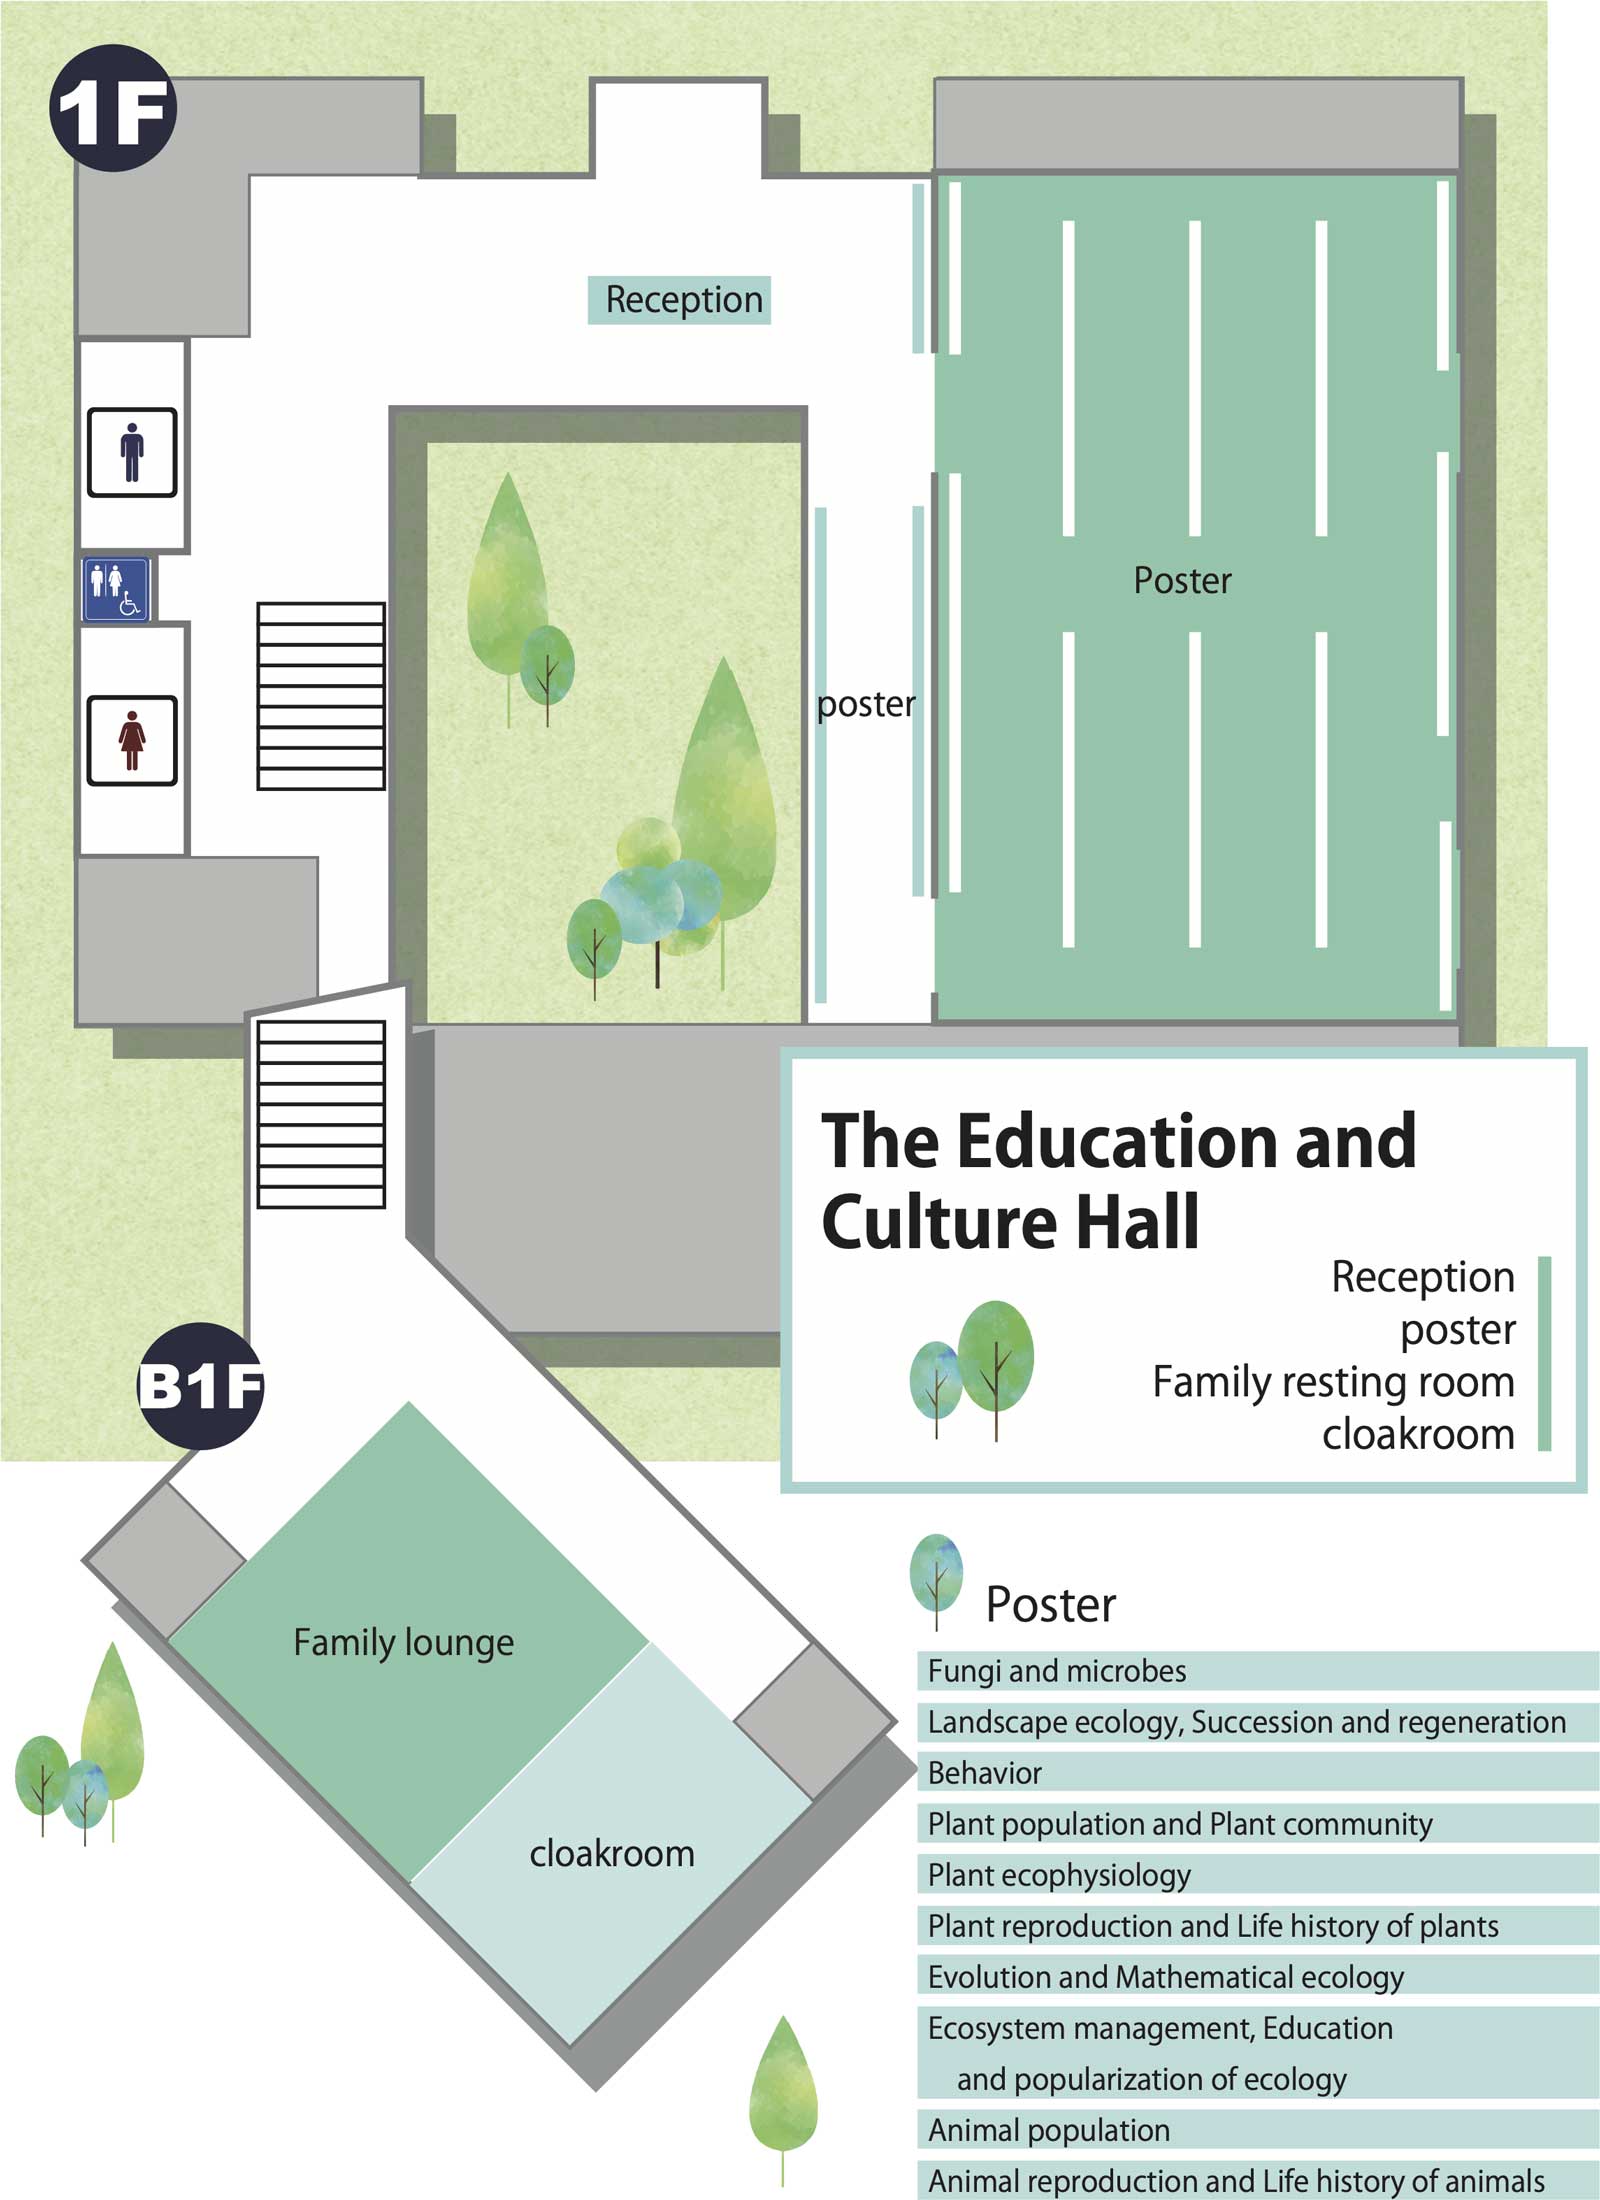 1F
Reception
Poster
poster
The Education and
Culture Hall
Reception
poster
Family resting room
cloakroom
B1F
Family lounge
cloakroom
Poster
Fungi and microbes
Landscape ecology, Succession and regeneration
Behavior
Plant population and Plant community
Plant ecophysiology
Plant reproduction and Life history of plants
Evolution and Mathematical ecology
Ecosystem management, Education
and popularization of ecology
Animal population
Animal reproduction and Life history of animals